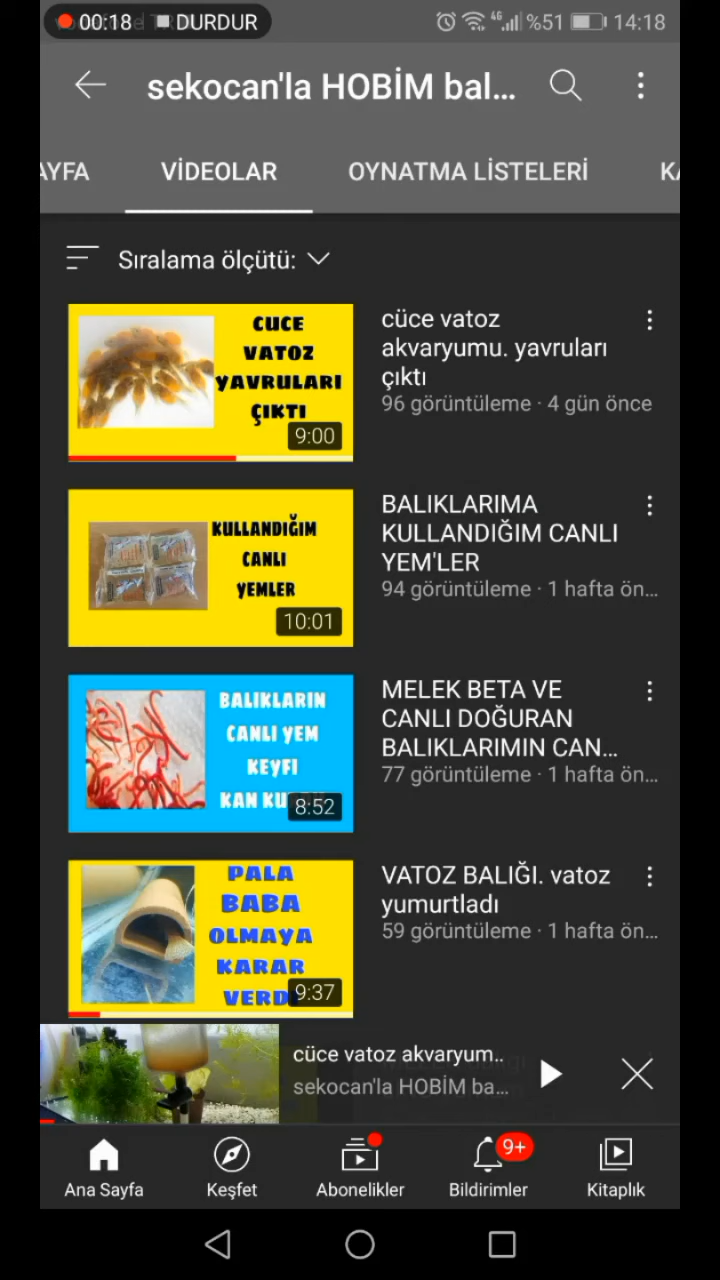 00:18 DURDUR 4G %51 14:18
sekocan'la HOBİM bal...
AYFA VİDEOLAR OYNATMA LİSTELERİ KA
Sıralama ölçütü:
CUCE
VATOZ
YAVRULARI
ÇIKTI
9:00
cüce vatoz
akvaryumu. yavruları
çıktı
96 görüntüleme · 4 gün önce
KULLANDIĞIM
CANLI
YEMLER
10:01
BALIKLARIMA
KULLANDIĞIM CANLI
YEM'LER
94 görüntüleme · 1 hafta ön...
BALIKLARIN
CANLI YEM
KEYFI
KAN
8:52
MELEK BETA VE
CANLI DOĞURAN
BALIKLARIMIN CAN...
77 görüntüleme · 1 hafta ön...
PALA
BABA
OLMAYA
KARAR
VERDI
9:37
VATOZ BALIĞI. vatoz
yumurtladı
59 görüntüleme · 1 hafta ön...
cüce vatoz akvaryum..
sekocan'la HOBİM ba...
9+
Ana Sayfa Keşfet Abonelikler Bildirimler Kitaplık